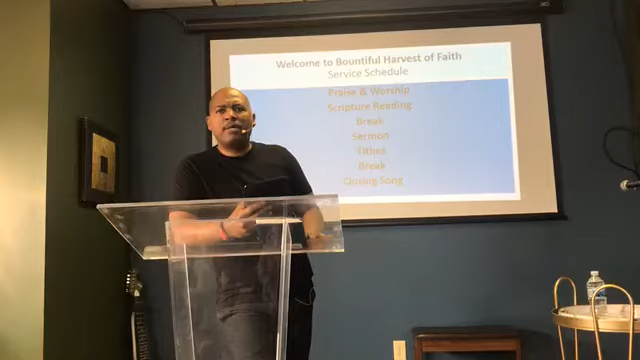 Welcome to Bountiful Harvest of Faith
Service Schedule
Praise & Worship
Scripture Reading
Break
Sermon
Tithes
Break
Closing Song